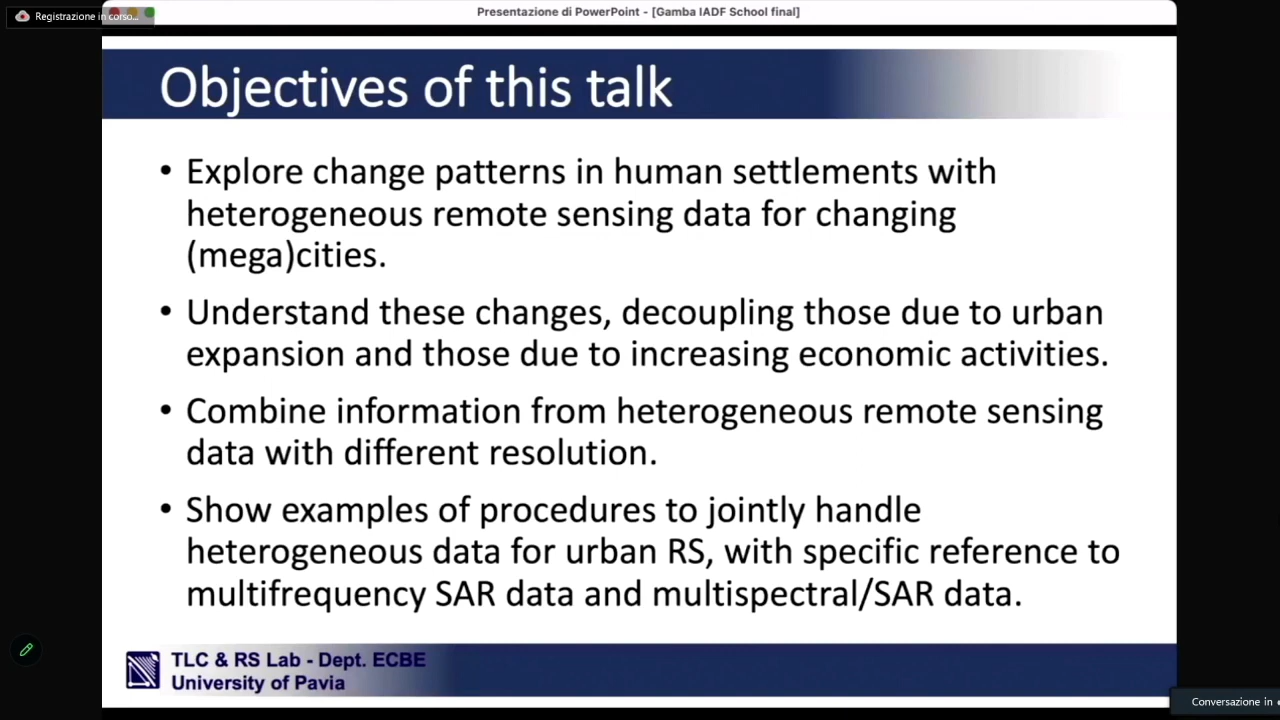 Registrazione in corso...
Presentazione di PowerPoint - [Gamba IADF School final]
Objectives of this talk
• Explore change patterns in human settlements with
heterogeneous remote sensing data for changing
(mega)cities.
• Understand these changes, decoupling those due to urban
expansion and those due to increasing economic activities.
• Combine information from heterogeneous remote sensing
data with different resolution.
• Show examples of procedures to jointly handle
heterogeneous data for urban RS, with specific reference to
multifrequency SAR data and multispectral/SAR data.
TLC & RS Lab - Dept. ECBE
University of Pavia
Conversazione in